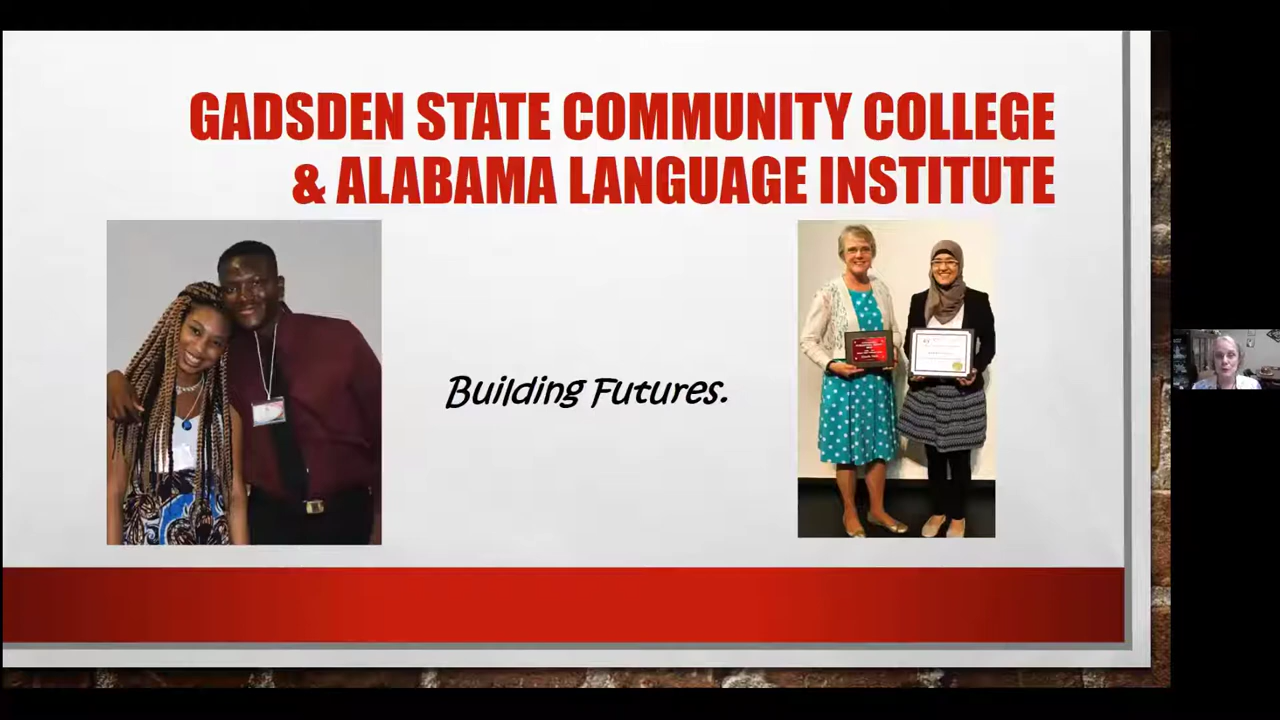 GADSDEN STATE COMMUNITY COLLEGE
& ALABAMA LANGUAGE INSTITUTE
Building Futures.